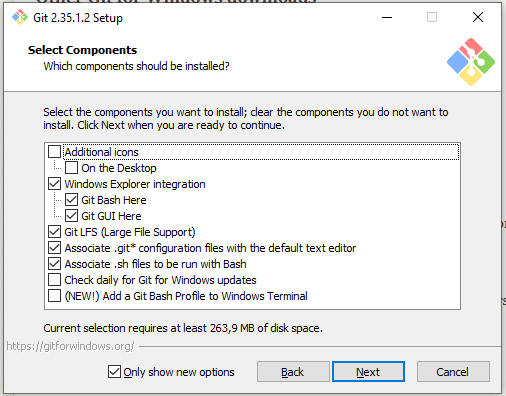 Git 2.35.1.2 Setup
Select Components
Which components should be installed?
Select the components you want to install; clear the components you do not want to
install. Click Next when you are ready to continue.
Additional icons
On the Desktop
Windows Explorer integration
Git Bash Here
Git GUI Here
Git LFS (Large File Support)
Associate .git* configuration files with the default text editor
Associate .sh files to be run with Bash
Check daily for Git for Windows updates
(NEW!) Add a Git Bash Profile to Windows Terminal
Current selection requires at least 263,9 MB of disk space.
https://gitforwindows.org/
Only show new options
Back
Next
Cancel